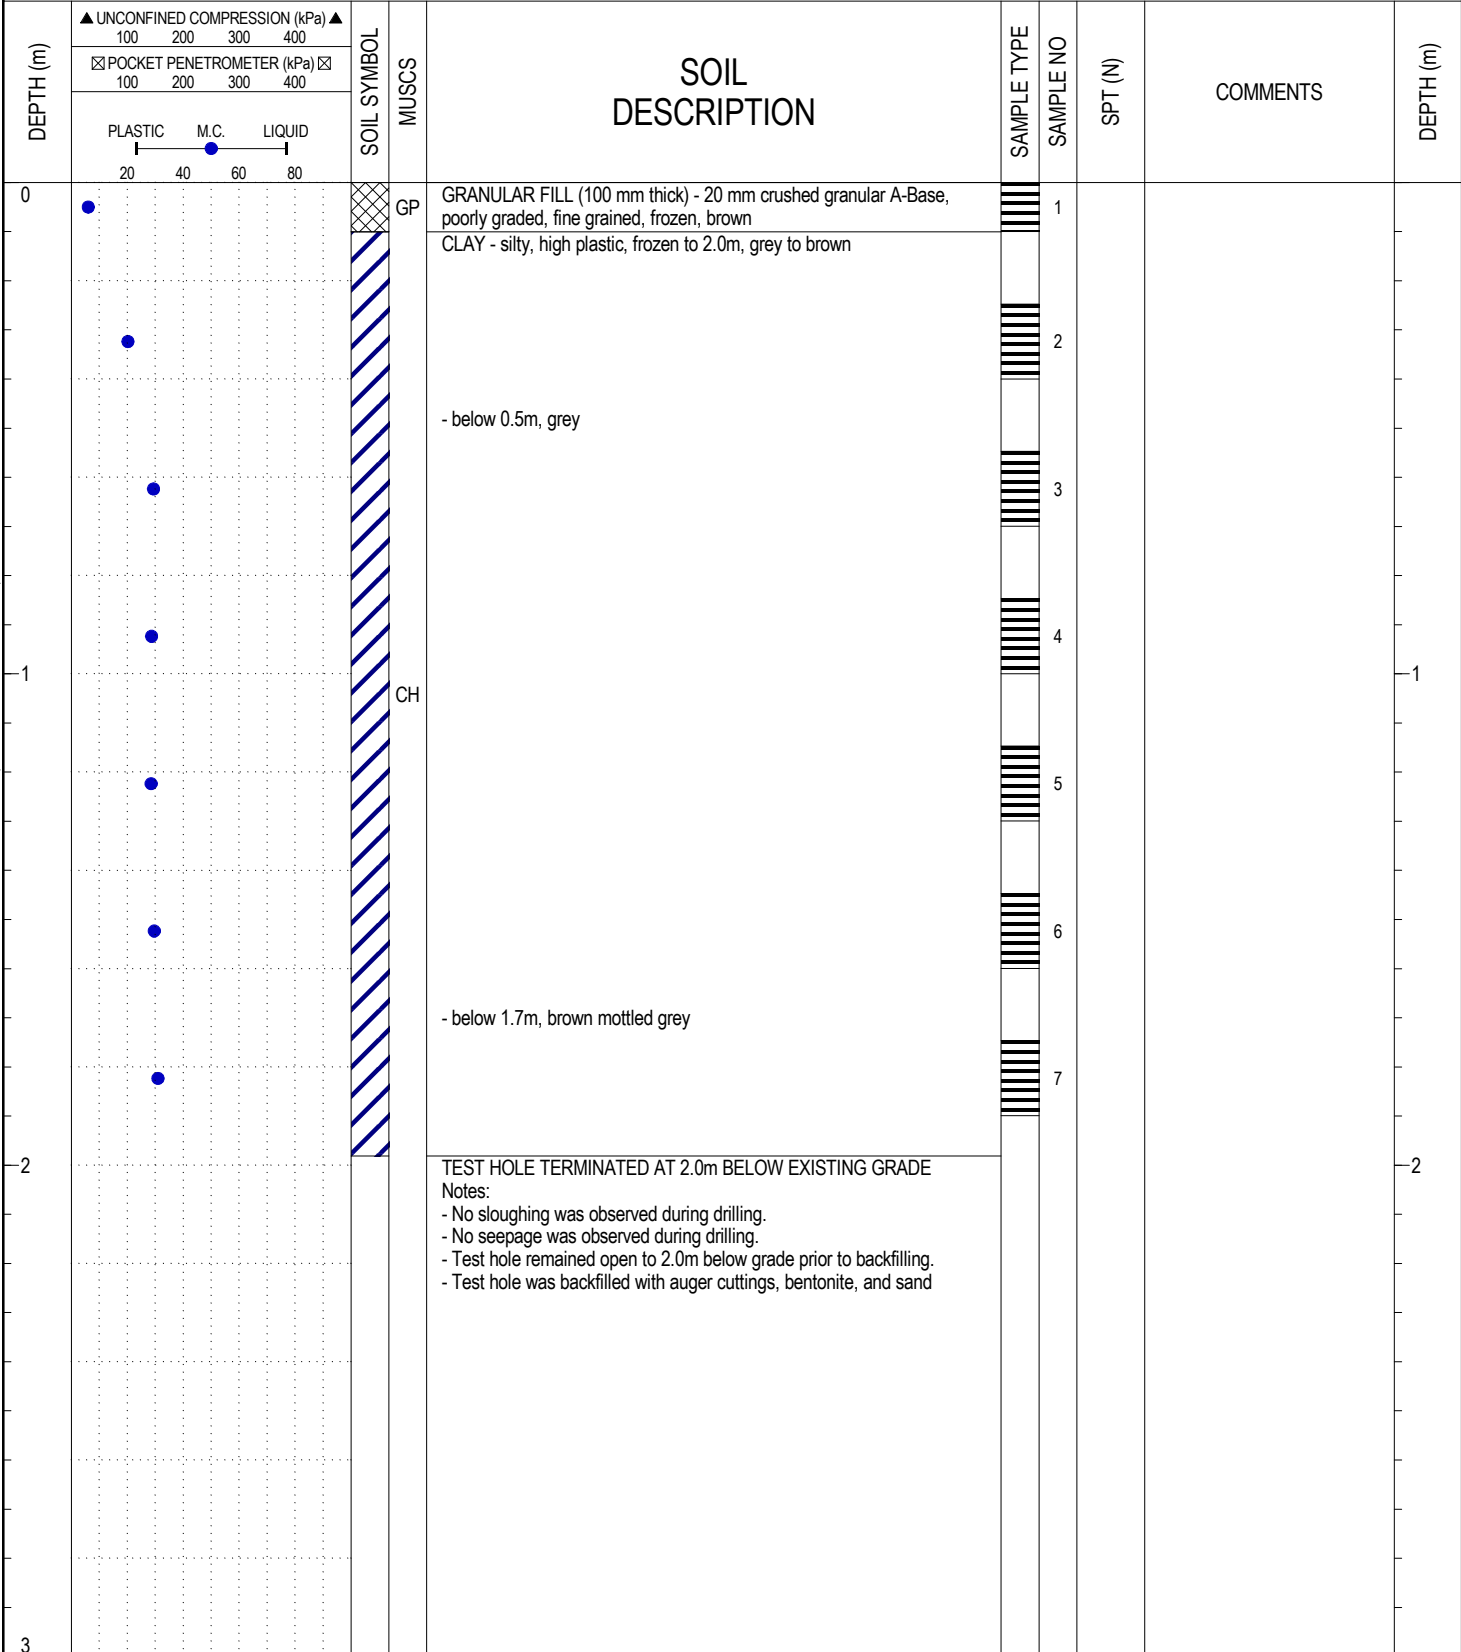 DEPTH (m)
▲ UNCONFINED COMPRESSION (kPa) ▲
100 200 300 400
☒ POCKET PENETROMETER (kPa) ☒
100 200 300 400
PLASTIC M.C. LIQUID
20 40 60 80
SOIL SYMBOL
MUSCS
SOIL
DESCRIPTION
SAMPLE TYPE
SAMPLE NO
SPT (N)
COMMENTS
DEPTH (m)
0
GP
GRANULAR FILL (100 mm thick) - 20 mm crushed granular A-Base,
poorly graded, fine grained, frozen, brown
1
CLAY - silty, high plastic, frozen to 2.0m, grey to brown
2
- below 0.5m, grey
3
4
1
1
CH
5
6
- below 1.7m, brown mottled grey
7
2
2
TEST HOLE TERMINATED AT 2.0m BELOW EXISTING GRADE
Notes:
- No sloughing was observed during drilling.
- No seepage was observed during drilling.
- Test hole remained open to 2.0m below grade prior to backfilling.
- Test hole was backfilled with auger cuttings, bentonite, and sand
3